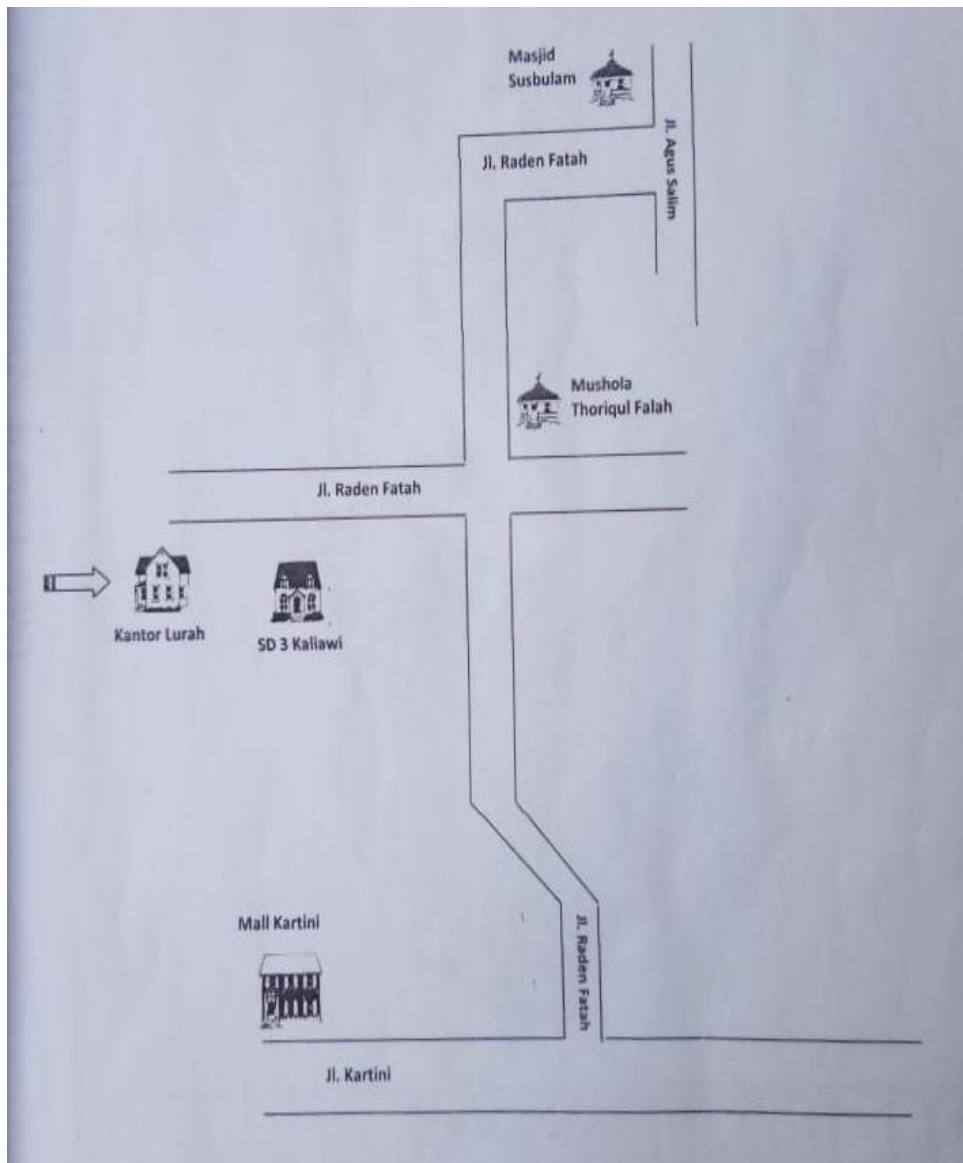 Masjid
Susbulam
Jl. Raden Fatah
Jl. Agus Salim
Mushola
Thoriqul Falah
Jl. Raden Fatah
Kantor Lurah
SD 3 Kaliawi
Mall Kartini
Jl. Raden Fatah
Jl. Kartini